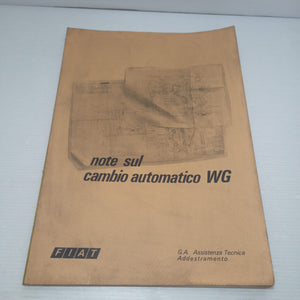 note sul
cambio automatico WG
FIAT
G.A. Assistenza Tecnica
Addestramento